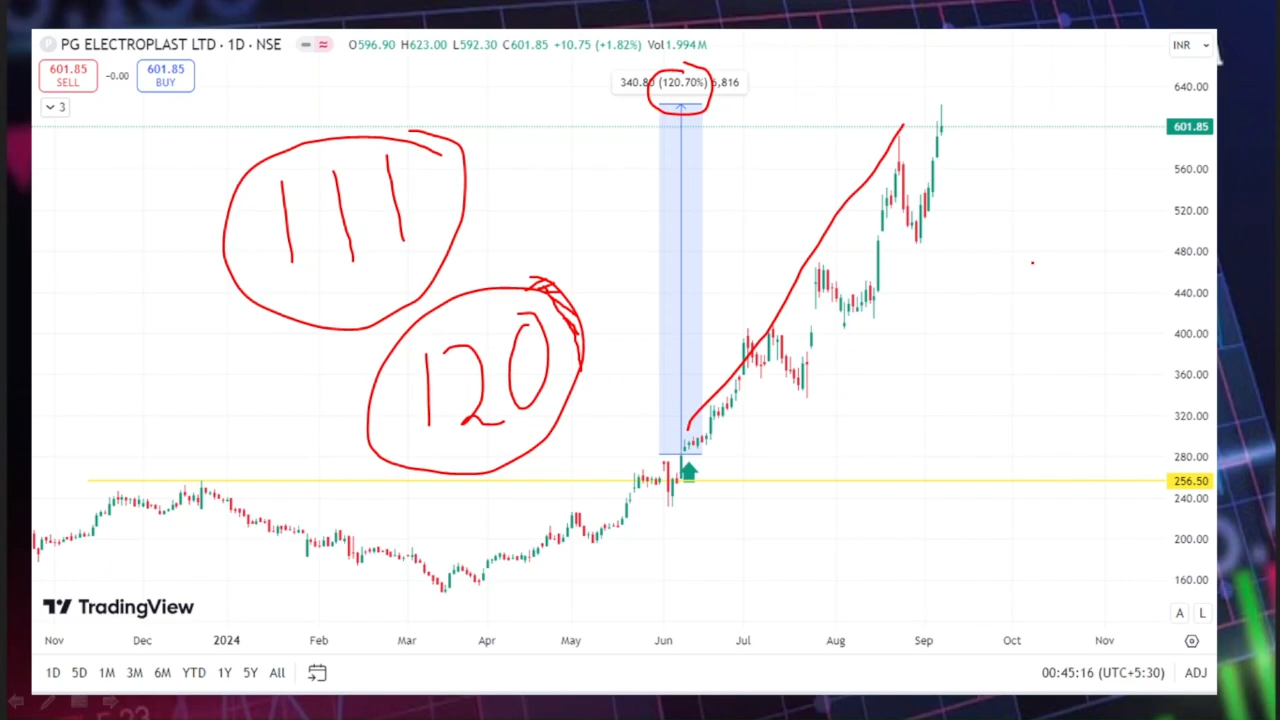 PG ELECTROPLAST LTD · 1D · NSE O596.90 H623.00 L592.30 C601.85 +10.75 (+1.82%) Vol1.994M INR
601.85 -0.00 601.85
SELL BUY
3
(120.70%)
640.00
601.85
560.00
520.00
480.00
440.00
400.00
360.00
320.00
280.00
256.50
240.00
200.00
160.00
111
120
TradingView
A L
Nov Dec 2024 Feb Mar Apr May Jun Jul Aug Sep Oct Nov
1D 5D 1M 3M 6M YTD 1Y 5Y All 00:45:16 (UTC+5:30) ADJ